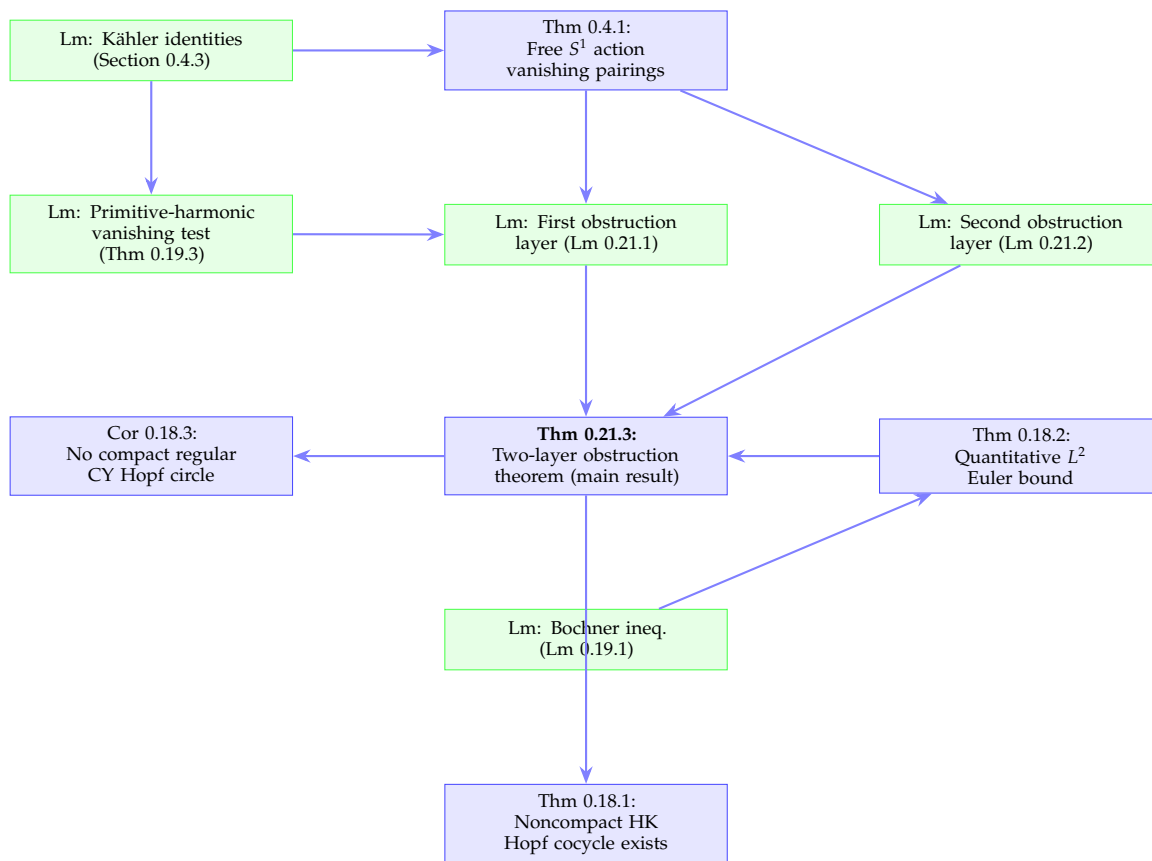 Lm: Kähler identities
(Section 0.4.3)
Thm 0.4.1:
Free S¹ action
vanishing pairings
Lm: Primitive-harmonic
vanishing test
(Thm 0.19.3)
Lm: First obstruction
layer (Lm 0.21.1)
Lm: Second obstruction
layer (Lm 0.21.2)
Cor 0.18.3:
No compact regular
CY Hopf circle
Thm 0.21.3:
Two-layer obstruction
theorem (main result)
Thm 0.18.2:
Quantitative L²
Euler bound
Lm: Bochner ineq.
(Lm 0.19.1)
Thm 0.18.1:
Noncompact HK
Hopf cocycle exists